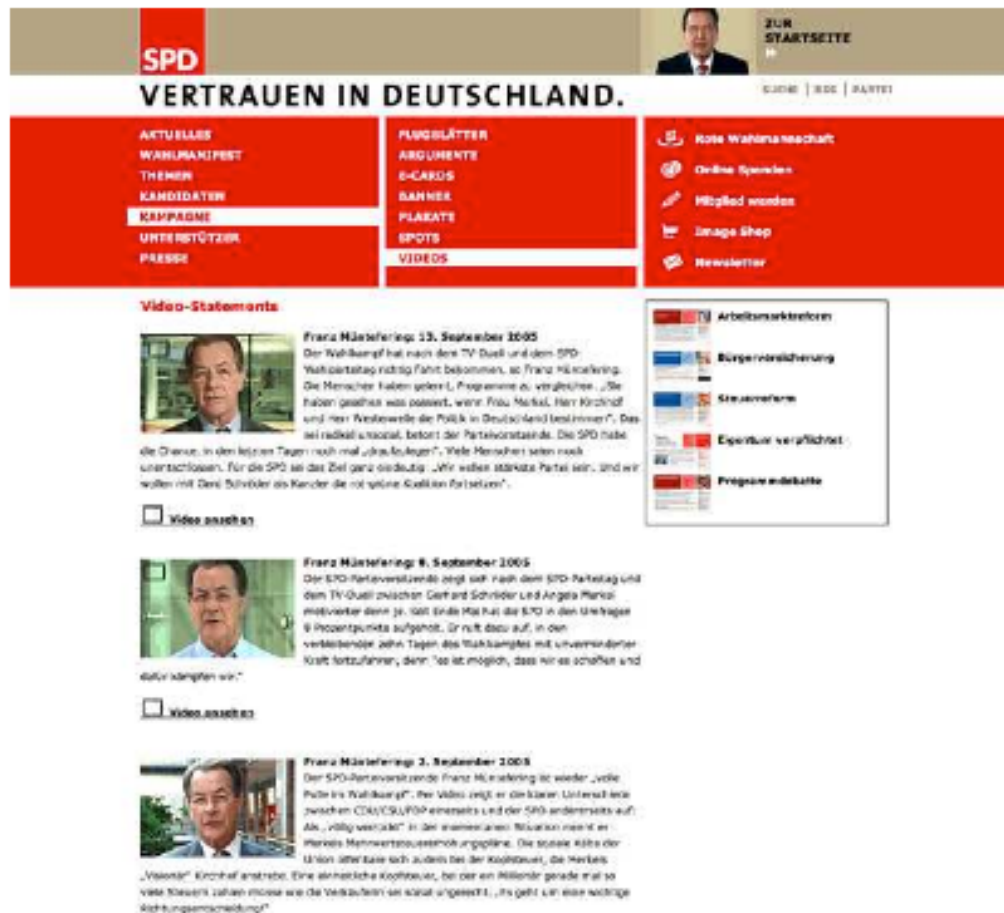 ZUR
STARTSEITE
SPD
VERTRAUEN IN DEUTSCHLAND.
SUCHE | RSS | PARTEI
AKTUELLES
WAHLMANIFEST
THEMEN
KANDIDATEN
KAMPAGNE
UNTERSTÜTZER
PRESSE
FLUGBLÄTTER
ARGUMENTE
E-CARDS
BANNER
PLAKATE
SPOTS
VIDEOS
Rote Wahlmannschaft
Online Spenden
Mitglied werden
Image Shop
Newsletter
Video-Statements
Franz Müntefering: 13. September 2005
Der Wahlkampf hat nach dem TV-Duell und dem SPD-
Wahlparteitag richtig Fahrt bekommen, so Franz Müntefering.
Die Menschen haben gelernt, Programme zu vergleichen. „Sie
haben gesehen was passiert, wenn Frau Merkel, Herr Kirchhof
und Herr Westerwelle die Politik in Deutschland bestimmen“. Das
sei radikal unsozial, betont der Parteivorsitzende. Die SPD habe
die Chance, in den letzten Tagen noch mal „draufzulegen“. Viele Menschen seien noch
unentschlossen. Für die SPD sei das Ziel ganz eindeutig: „Wir wollen stärkste Partei sein. Und wir
wollen mit Gerd Schröder als Kanzler die rot-grüne Koalition fortsetzen“.
Video ansehen
Franz Müntefering: 8. September 2005
Der SPD-Parteivorsitzende zeigt sich nach dem SPD-Parteitag und
dem TV-Duell zwischen Gerhard Schröder und Angela Merkel
motivierter denn je. Seit Ende Mai hat die SPD in den Umfragen
8 Prozentpunkte aufgeholt. Er ruft dazu auf, in den
verbleibenden zehn Tagen des Wahlkampfes mit unverminderter
Kraft fortzufahren, denn "es ist möglich, dass wir es schaffen und
dafür kämpfen wir."
Video ansehen
Franz Müntefering: 2. September 2005
Der SPD-Parteivorsitzende Franz Müntefering ist wieder „volle
Pulle im Wahlkampf“. Per Video zeigt er die klaren Unterschiede
zwischen CDU/CSU/FDP einerseits und der SPD andererseits auf:
Als „völlig verrückt“ in der momentanen Situation nennt er
Merkels Mehrwertsteuererhöhungspläne. Die soziale Kälte der
Union offenbare sich zudem bei der Kopfsteuer, die Merkels
„Visionär“ Kirchhof anstrebe. Eine einheitliche Kopfsteuer, bei der ein Millionär gerade mal so
viele Steuern zahlen müsse wie die Verkäuferin sei sozial ungerecht. „Es geht um eine wichtige
Richtungsentscheidung!“
Arbeitsmarktreform
Bürgerversicherung
Steuerreform
Eigentum verpflichtet
Programmdebatte